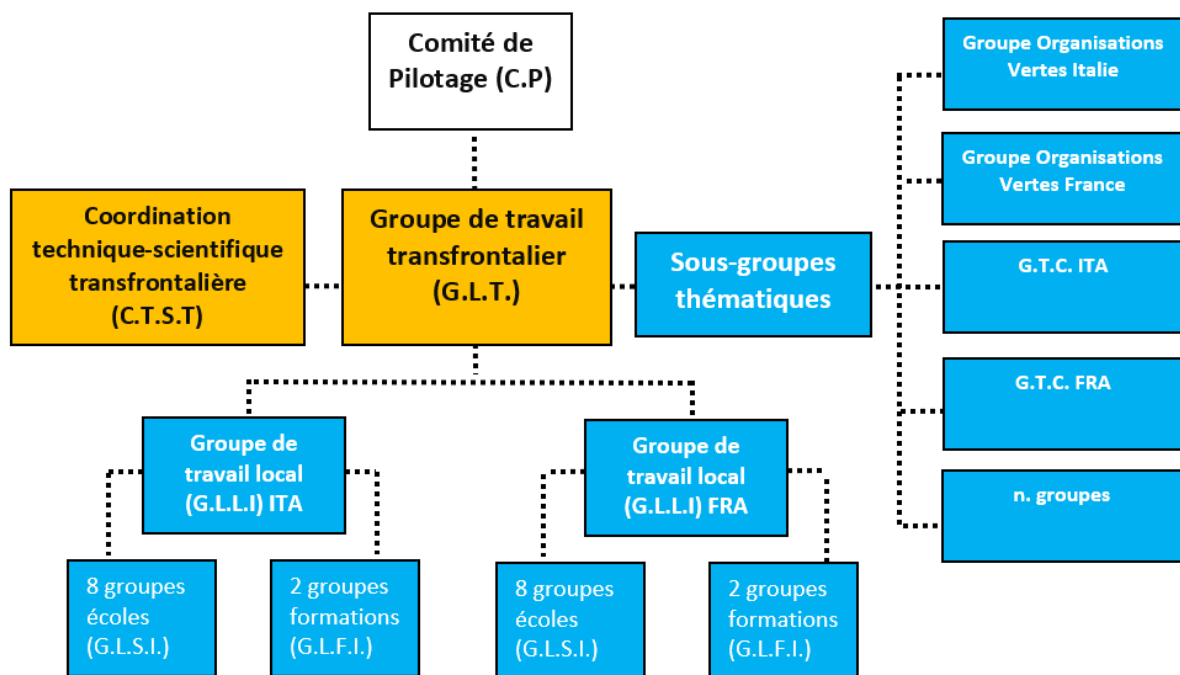 Comité de
Pilotage (C.P)
Coordination
technique-scientifique
transfrontalière
(C.T.S.T)
Groupe de travail
transfrontalier
(G.L.T.)
Sous-groupes
thématiques
Groupe Organisations
Vertes Italie
Groupe Organisations
Vertes France
G.T.C. ITA
G.T.C. FRA
n. groupes
Groupe de
travail local
(G.L.L.I) ITA
Groupe de
travail local
(G.L.L.I) FRA
8 groupes
écoles
(G.L.S.I.)
2 groupes
formations
(G.L.F.I.)
8 groupes
écoles
(G.L.S.I.)
2 groupes
formations
(G.L.F.I.)